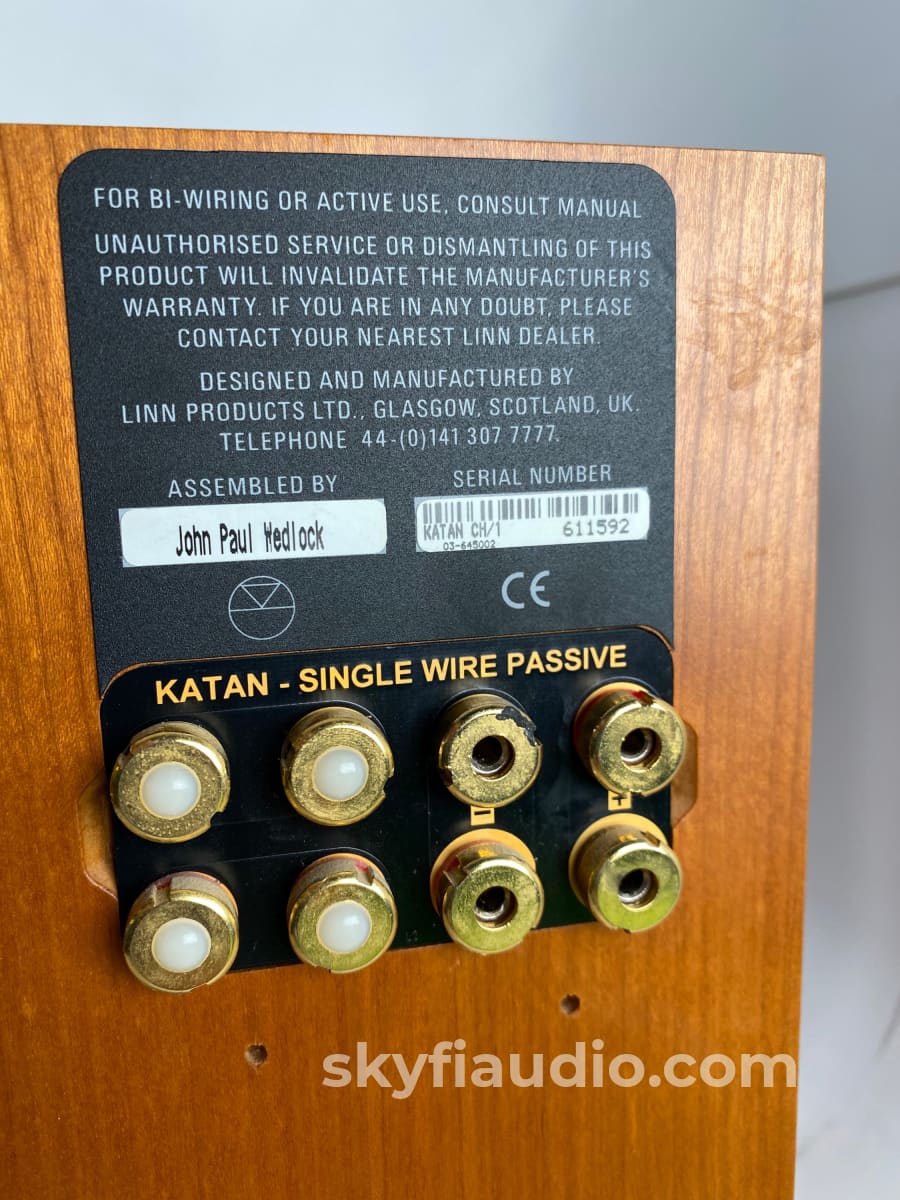 FOR BI-WIRING OR ACTIVE USE, CONSULT MANUAL
UNAUTHORISED SERVICE OR DISMANTLING OF THIS
PRODUCT WILL INVALIDATE THE MANUFACTURER'S
WARRANTY. IF YOU ARE IN ANY DOUBT, PLEASE
CONTACT YOUR NEAREST LINN DEALER.
DESIGNED AND MANUFACTURED BY
LINN PRODUCTS LTD., GLASGOW, SCOTLAND, UK.
TELEPHONE 44-(0)141 307 7777.
ASSEMBLED BY
John Paul Wedlock
SERIAL NUMBER
KATAN CH/1 611592
03-645002
CE
KATAN - SINGLE WIRE PASSIVE
- +
skyfiaudio.com